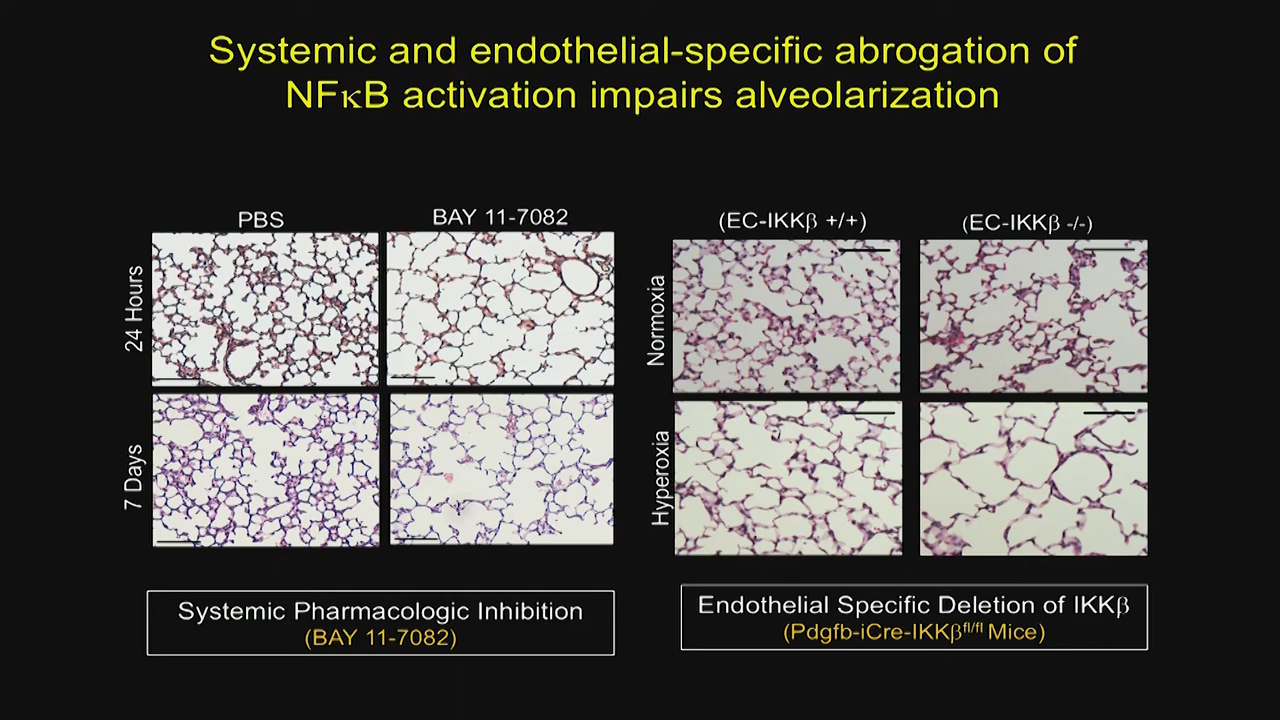 Systemic and endothelial-specific abrogation of
NFκB activation impairs alveolarization
PBS
BAY 11-7082
24 Hours
7 Days
(EC-IKKβ +/+)
(EC-IKKβ -/-)
Normoxia
Hyperoxia
Systemic Pharmacologic Inhibition
(BAY 11-7082)
Endothelial Specific Deletion of IKKβ
(Pdgfb-iCre-IKKβfl/fl Mice)